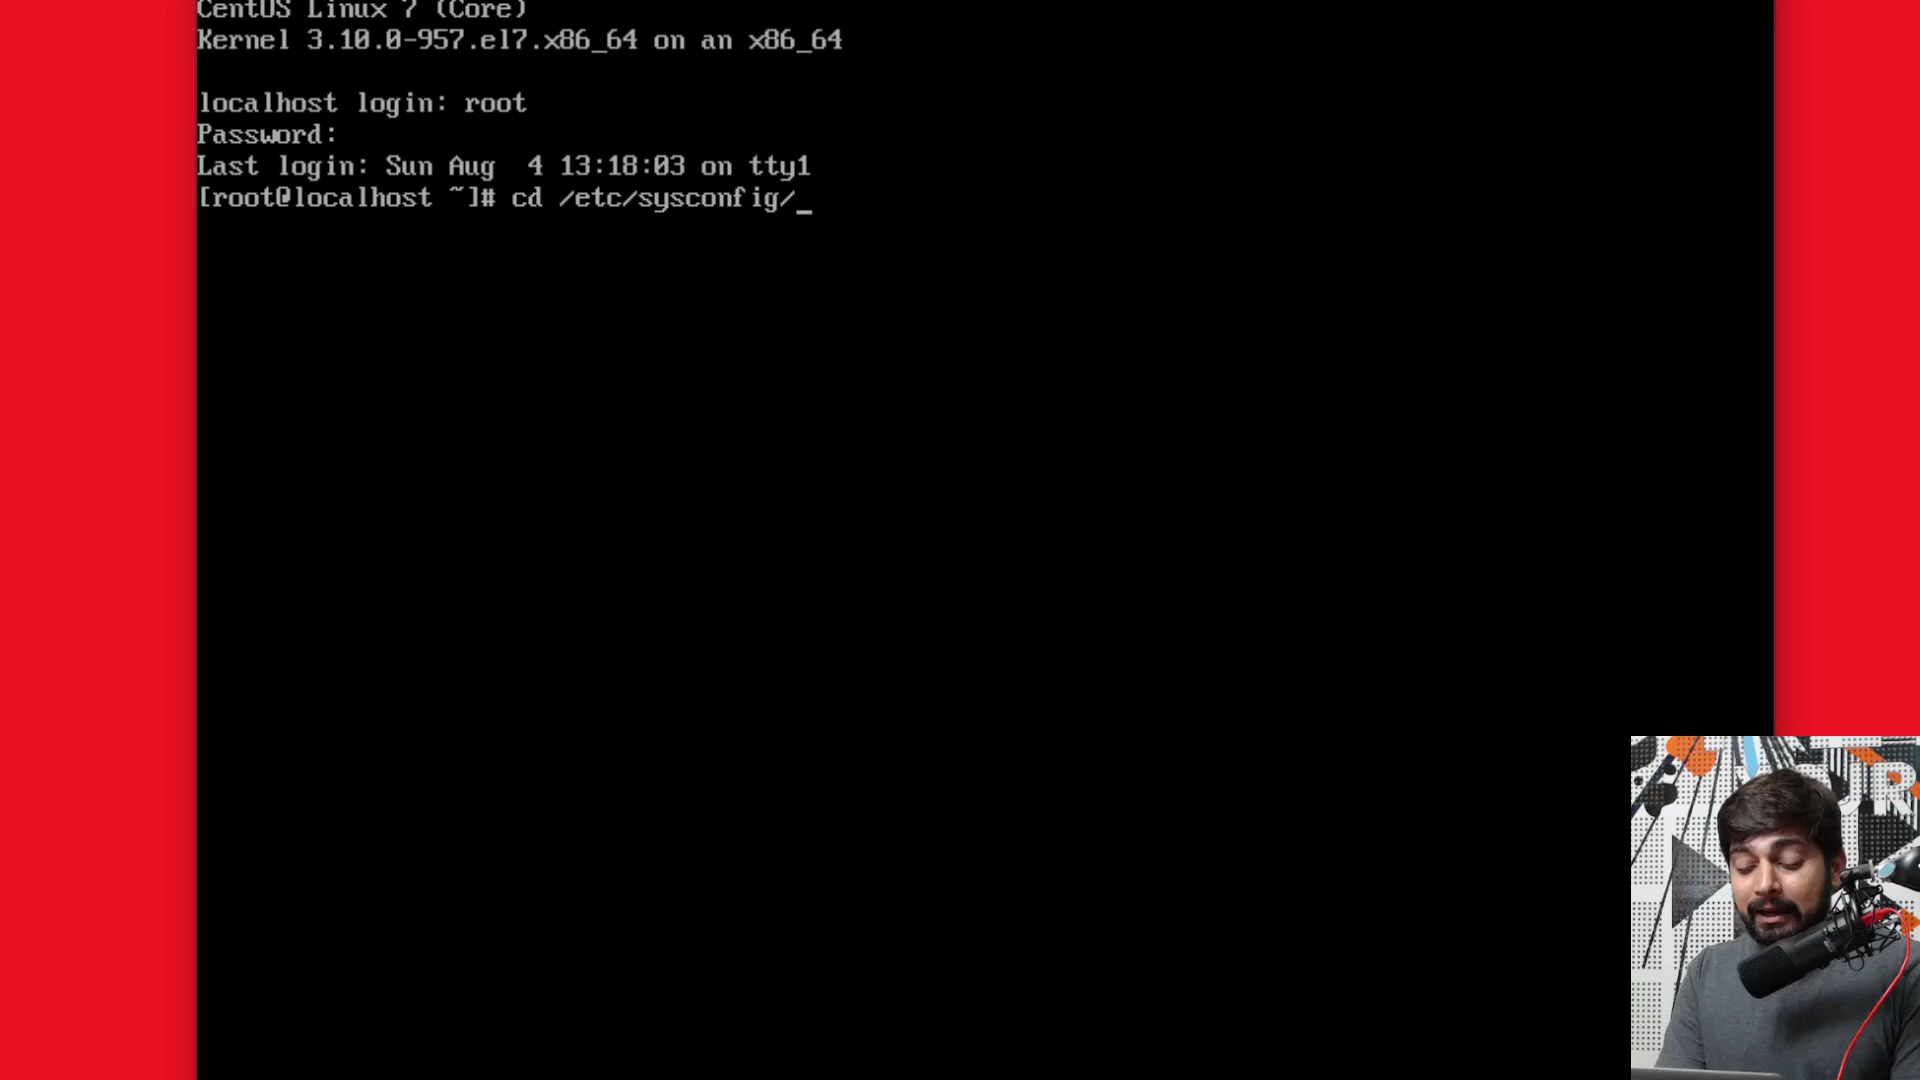 CentOS Linux 7 (Core)
Kernel 3.10.0-957.el7.x86_64 on an x86_64
localhost login: root
Password:
Last login: Sun Aug  4 13:18:03 on tty1
[root@localhost ~]# cd /etc/sysconfig/_